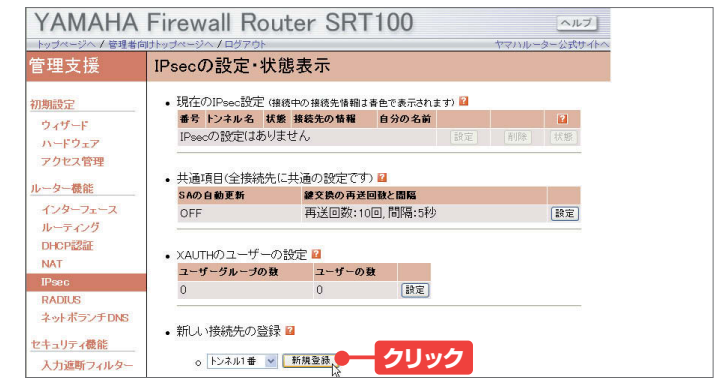 YAMAHA Firewall Router SRT100
ヘルプ
トップページへ / 管理者向けトップページへ / ログアウト
ヤマハルーター公式サイトへ
管理支援
IPsecの設定・状態表示
初期設定
ウィザード
ハードウェア
アクセス管理
ルーター機能
インターフェース
ルーティング
DHCP認証
NAT
IPsec
RADIUS
ネットボランチDNS
セキュリティ機能
入力遮断フィルター
• 現在のIPsec設定 (接続中の接続先情報は青色で表示されます) ?
番号 トンネル名 状態 接続先の情報 自分の名前 ?
IPsecの設定はありません 設定 削除 状態
• 共通項目(全接続先に共通の設定です) ?
SAの自動更新 鍵交換の再送回数と間隔
OFF 再送回数:10回, 間隔:5秒 設定
• XAUTHのユーザーの設定 ?
ユーザーグループの数 ユーザーの数
0 0 設定
• 新しい接続先の登録 ?
トンネル1番 新規登録 クリック